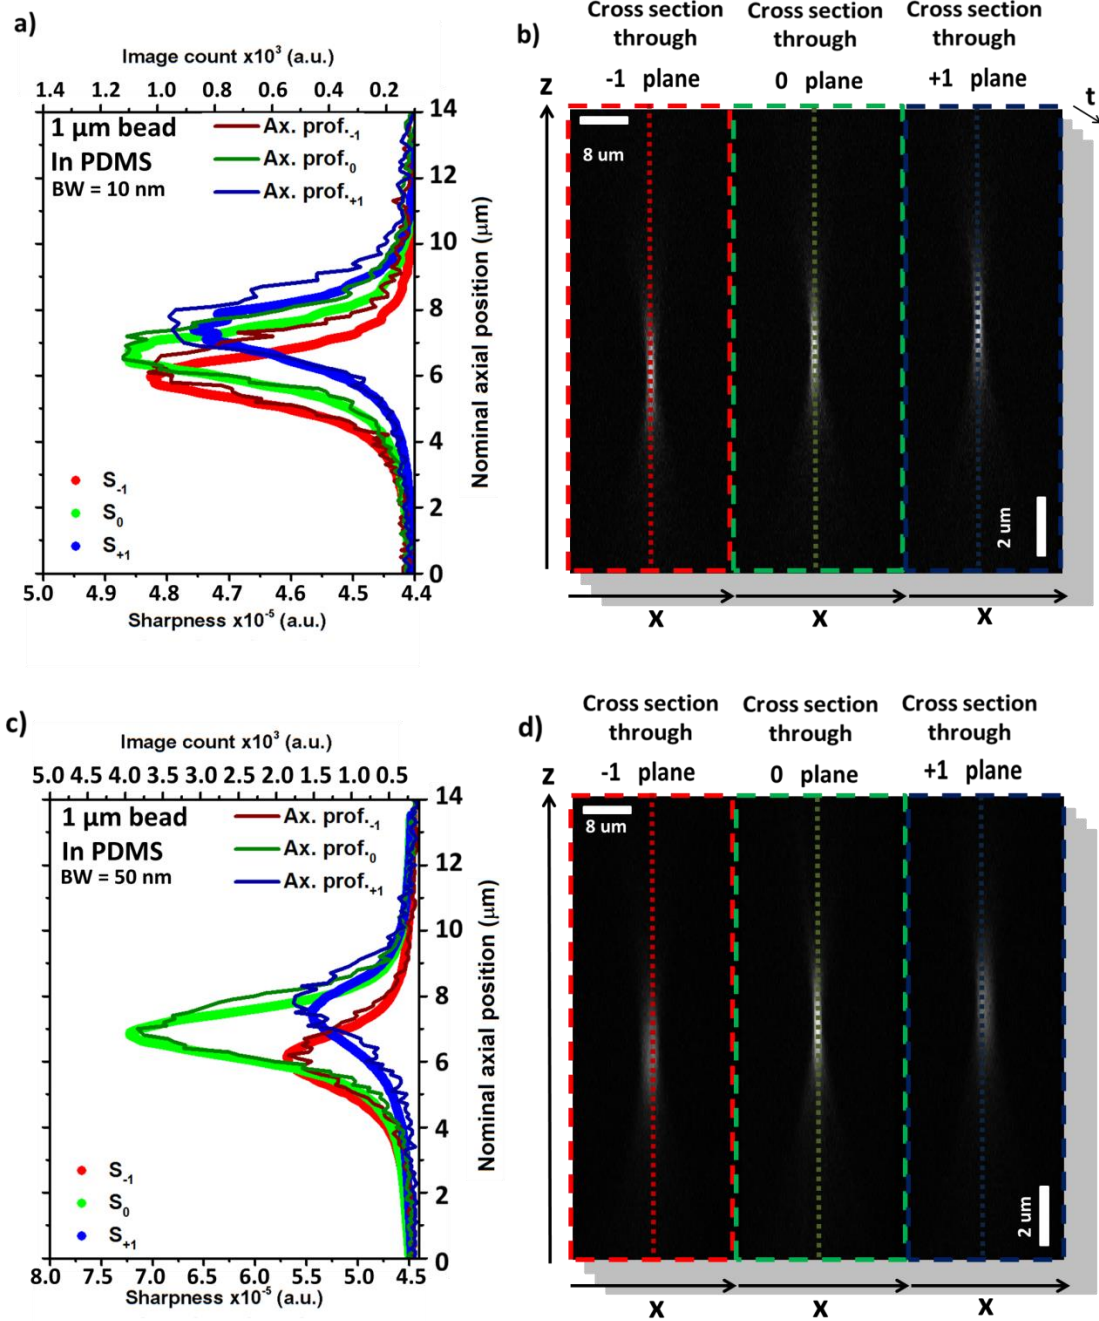 a)
Image count x10³ (a.u.)
1.4 1.2 1.0 0.8 0.6 0.4 0.2
1 µm bead
In PDMS
BW = 10 nm
Ax. prof.₋₁
Ax. prof.₀
Ax. prof.₊₁
14
12
10
8
6
4
2
0
Nominal axial position (µm)
S₋₁
S₀
S₊₁
5.0 4.9 4.8 4.7 4.6 4.5 4.4
Sharpness x10⁻⁵ (a.u.)
b)
Cross section through -1 plane
Cross section through 0 plane
Cross section through +1 plane
z
t
8 um
2 um
x x x
c)
Image count x10³ (a.u.)
5.0 4.5 4.0 3.5 3.0 2.5 2.0 1.5 1.0 0.5
1 µm bead
In PDMS
BW = 50 nm
Ax. prof.₋₁
Ax. prof.₀
Ax. prof.₊₁
14
12
10
8
6
4
2
0
Nominal axial position (µm)
S₋₁
S₀
S₊₁
8.0 7.5 7.0 6.5 6.0 5.5 5.0 4.5
Sharpness x10⁻⁵ (a.u.)
d)
Cross section through -1 plane
Cross section through 0 plane
Cross section through +1 plane
z
8 um
2 um
x x x